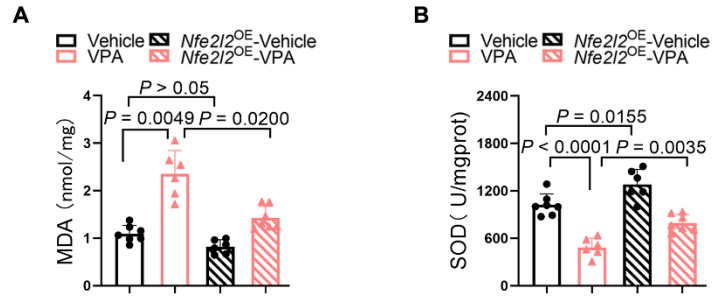 A
Vehicle Nfe2l2OE-Vehicle
VPA Nfe2l2OE-VPA
P > 0.05
P = 0.0049 P = 0.0200
MDA (nmol/mg)
4
3
2
1
0
B
Vehicle Nfe2l2OE-Vehicle
VPA Nfe2l2OE-VPA
P = 0.0155
P < 0.0001 P = 0.0035
SOD( U/mgprot)
2400
1800
1200
600
0